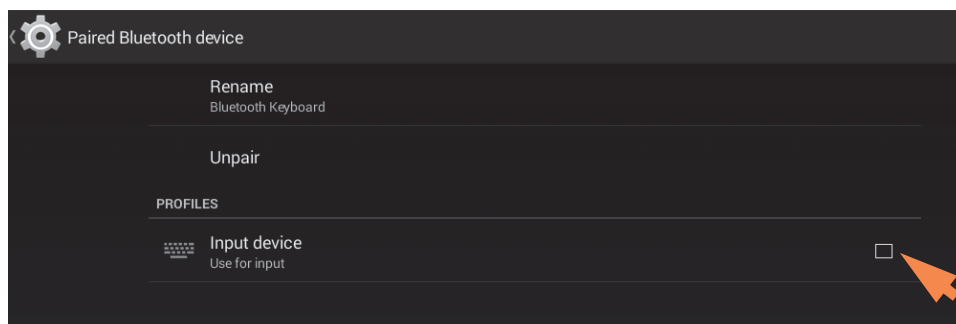 Paired Bluetooth device
Rename
Bluetooth Keyboard
Unpair
PROFILES
Input device
Use for input